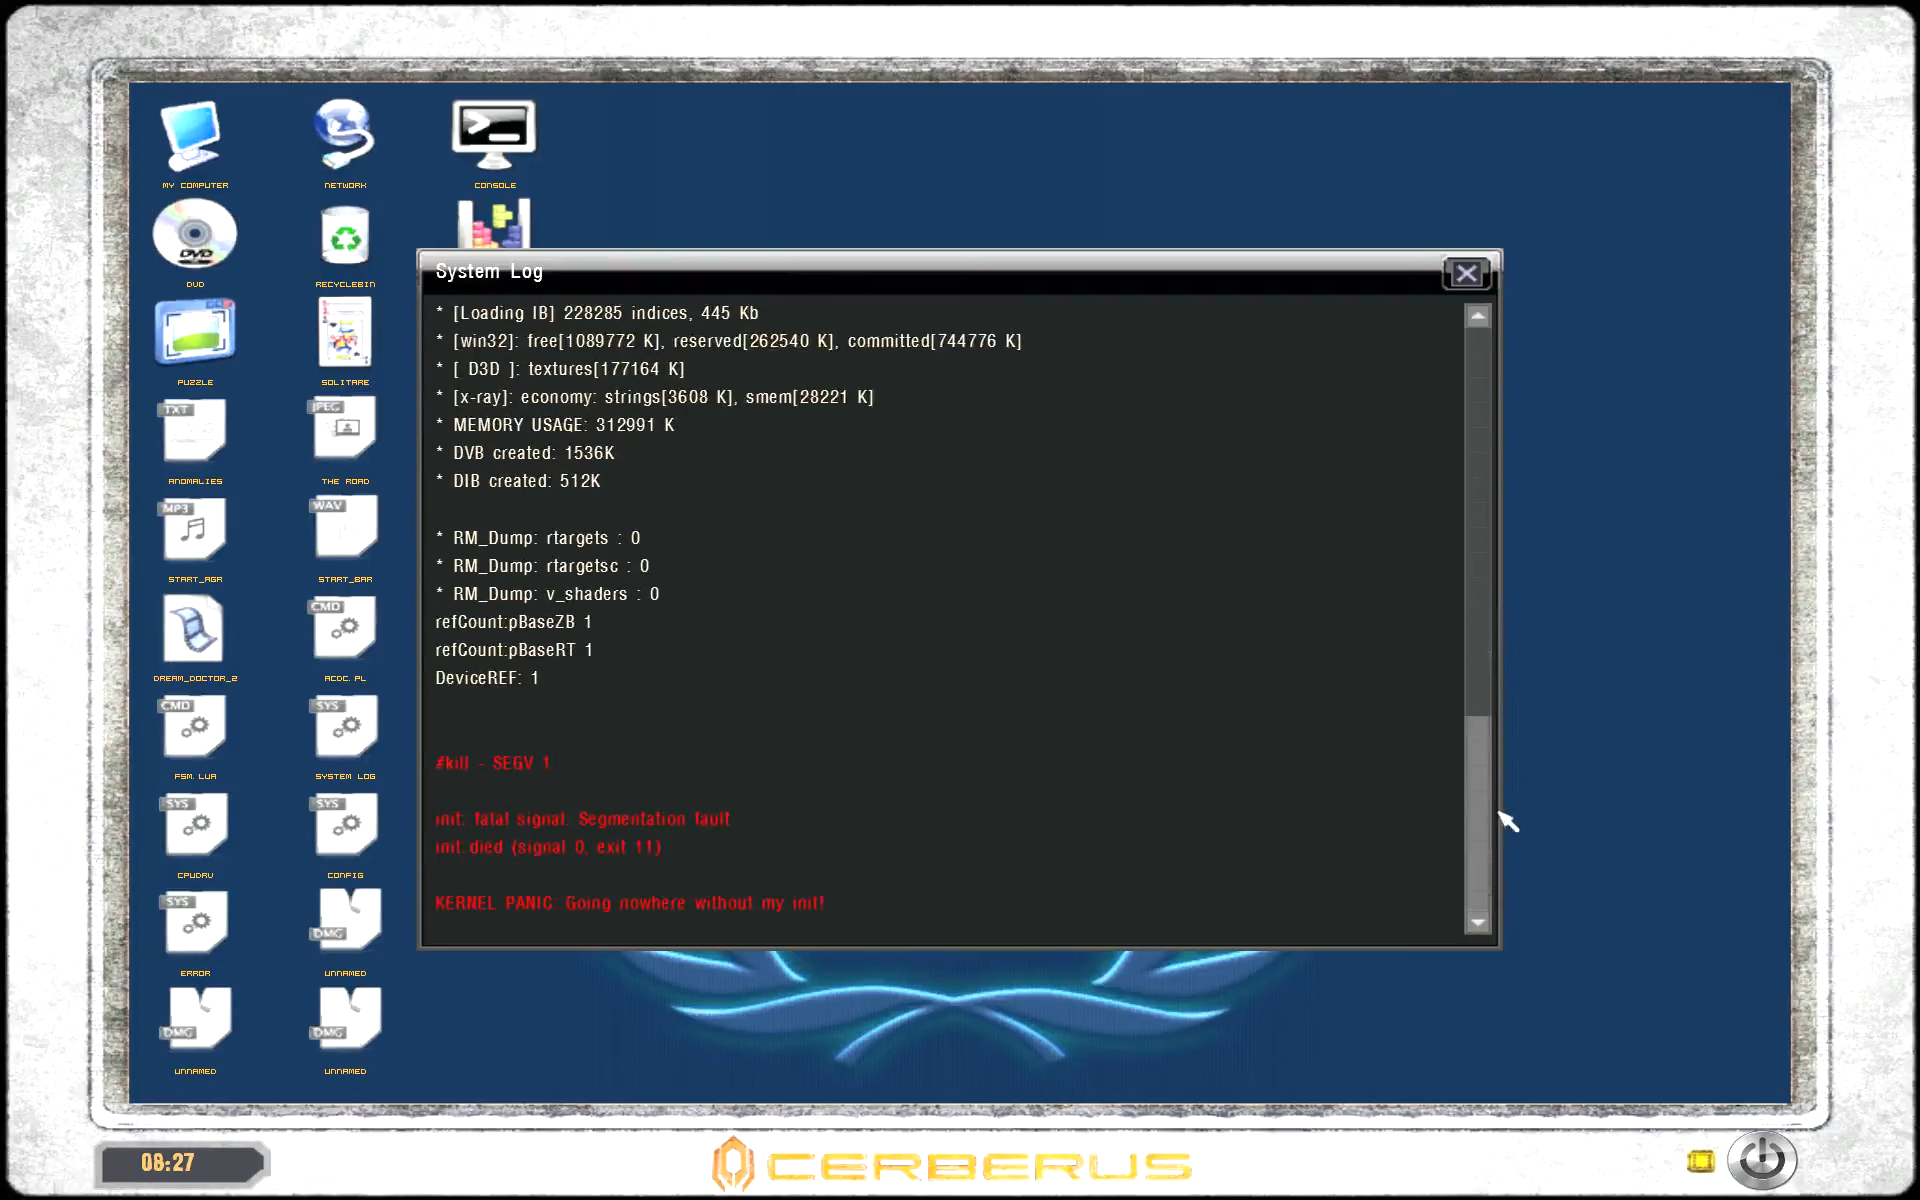 MY COMPUTER
NETWORK
CONSOLE
DVD
DVD
RECYCLEBIN
PUZZLE
SOLITARE
TXT
JPEG
ANOMALIES
THE ROAD
MP3
WAV
START_AGR
START_BAR
CMD
DREAM_DOCTOR_2
ACDC.PL
CMD
SYS
FSM.LUA
SYSTEM LOG
SYS
SYS
CPUDRV
CONFIG
SYS
DMG
ERROR
UNNAMED
DMG
DMG
UNNAMED
UNNAMED
System Log
* [Loading IB] 228285 indices, 445 Kb
* [win32]: free[1089772 K], reserved[262540 K], committed[744776 K]
* [ D3D ]: textures[177164 K]
* [x-ray]: economy: strings[3608 K], smem[28221 K]
* MEMORY USAGE: 312991 K
* DVB created: 1536K
* DIB created: 512K
* RM_Dump: rtargets : 0
* RM_Dump: rtargetsc : 0
* RM_Dump: v_shaders : 0
refCount:pBaseZB 1
refCount:pBaseRT 1
DeviceREF: 1
#kill - SEGV 1
init: fatal signal: Segmentation fault
init died (signal 0, exit 11)
KERNEL PANIC: Going nowhere without my init!
08:27
CERBERUS